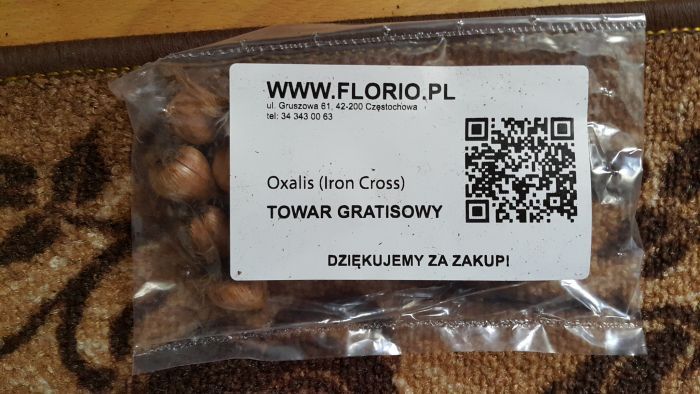 WWW.FLORIO.PL
ul. Gruszowa 61, 42-200 Częstochowa
tel: 34 343 00 63
Oxalis (Iron Cross)
TOWAR GRATISOWY
DZIĘKUJEMY ZA ZAKUP!